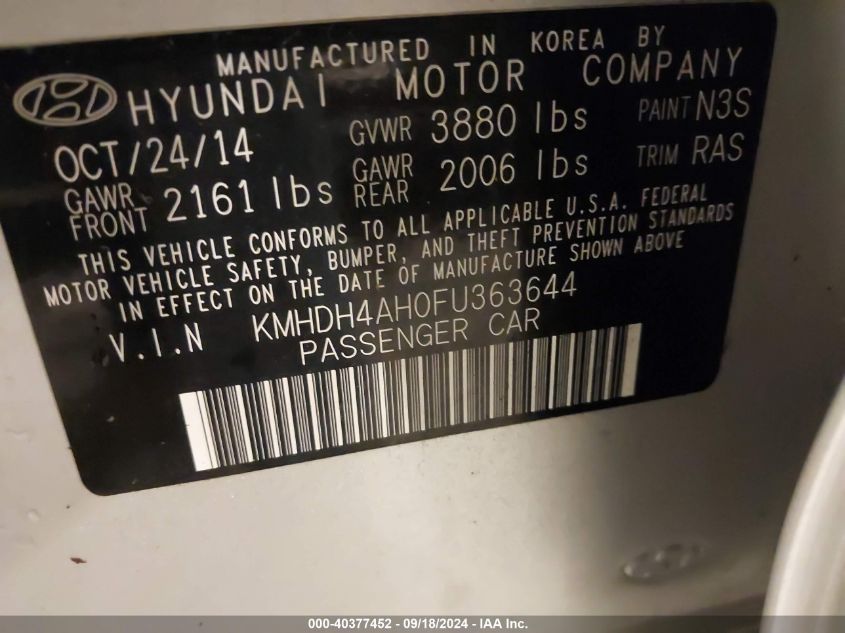 MANUFACTURED IN KOREA BY
HYUNDAI MOTOR COMPANY
OCT/24/14 GVWR 3880 lbs PAINT N3S
GAWR FRONT 2161 lbs GAWR REAR 2006 lbs TRIM RAS
THIS VEHICLE CONFORMS TO ALL APPLICABLE U.S.A. FEDERAL
MOTOR VEHICLE SAFETY, BUMPER, AND THEFT PREVENTION STANDARDS
IN EFFECT ON THE DATE OF MANUFACTURE SHOWN ABOVE
V.I.N KMHDH4AH0FU363644
PASSENGER CAR
000-40377452 - 09/18/2024 - IAA Inc.